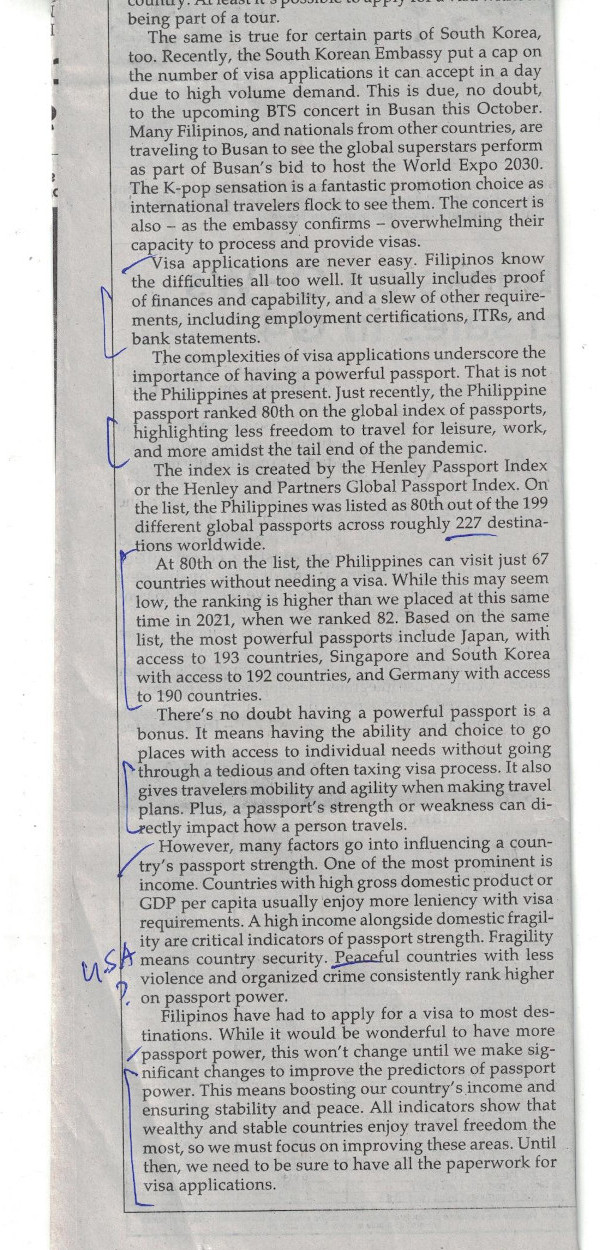 being part of a tour.
The same is true for certain parts of South Korea,
too. Recently, the South Korean Embassy put a cap on
the number of visa applications it can accept in a day
due to high volume demand. This is due, no doubt,
to the upcoming BTS concert in Busan this October.
Many Filipinos, and nationals from other countries, are
traveling to Busan to see the global superstars perform
as part of Busan's bid to host the World Expo 2030.
The K-pop sensation is a fantastic promotion choice as
international travelers flock to see them. The concert is
also – as the embassy confirms – overwhelming their
capacity to process and provide visas.
Visa applications are never easy. Filipinos know
the difficulties all too well. It usually includes proof
of finances and capability, and a slew of other require-
ments, including employment certifications, ITRs, and
bank statements.
The complexities of visa applications underscore the
importance of having a powerful passport. That is not
the Philippines at present. Just recently, the Philippine
passport ranked 80th on the global index of passports,
highlighting less freedom to travel for leisure, work,
and more amidst the tail end of the pandemic.
The index is created by the Henley Passport Index
or the Henley and Partners Global Passport Index. On
the list, the Philippines was listed as 80th out of the 199
different global passports across roughly 227 destina-
tions worldwide.
At 80th on the list, the Philippines can visit just 67
countries without needing a visa. While this may seem
low, the ranking is higher than we placed at this same
time in 2021, when we ranked 82. Based on the same
list, the most powerful passports include Japan, with
access to 193 countries, Singapore and South Korea
with access to 192 countries, and Germany with access
to 190 countries.
There's no doubt having a powerful passport is a
bonus. It means having the ability and choice to go
places with access to individual needs without going
through a tedious and often taxing visa process. It also
gives travelers mobility and agility when making travel
plans. Plus, a passport's strength or weakness can di-
rectly impact how a person travels.
However, many factors go into influencing a coun-
try's passport strength. One of the most prominent is
income. Countries with high gross domestic product or
GDP per capita usually enjoy more leniency with visa
requirements. A high income alongside domestic fragil-
ity are critical indicators of passport strength. Fragility
USA means country security. Peaceful countries with less
violence and organized crime consistently rank higher
? on passport power.
Filipinos have had to apply for a visa to most des-
tinations. While it would be wonderful to have more
passport power, this won't change until we make sig-
nificant changes to improve the predictors of passport
power. This means boosting our country's income and
ensuring stability and peace. All indicators show that
wealthy and stable countries enjoy travel freedom the
most, so we must focus on improving these areas. Until
then, we need to be sure to have all the paperwork for
visa applications.